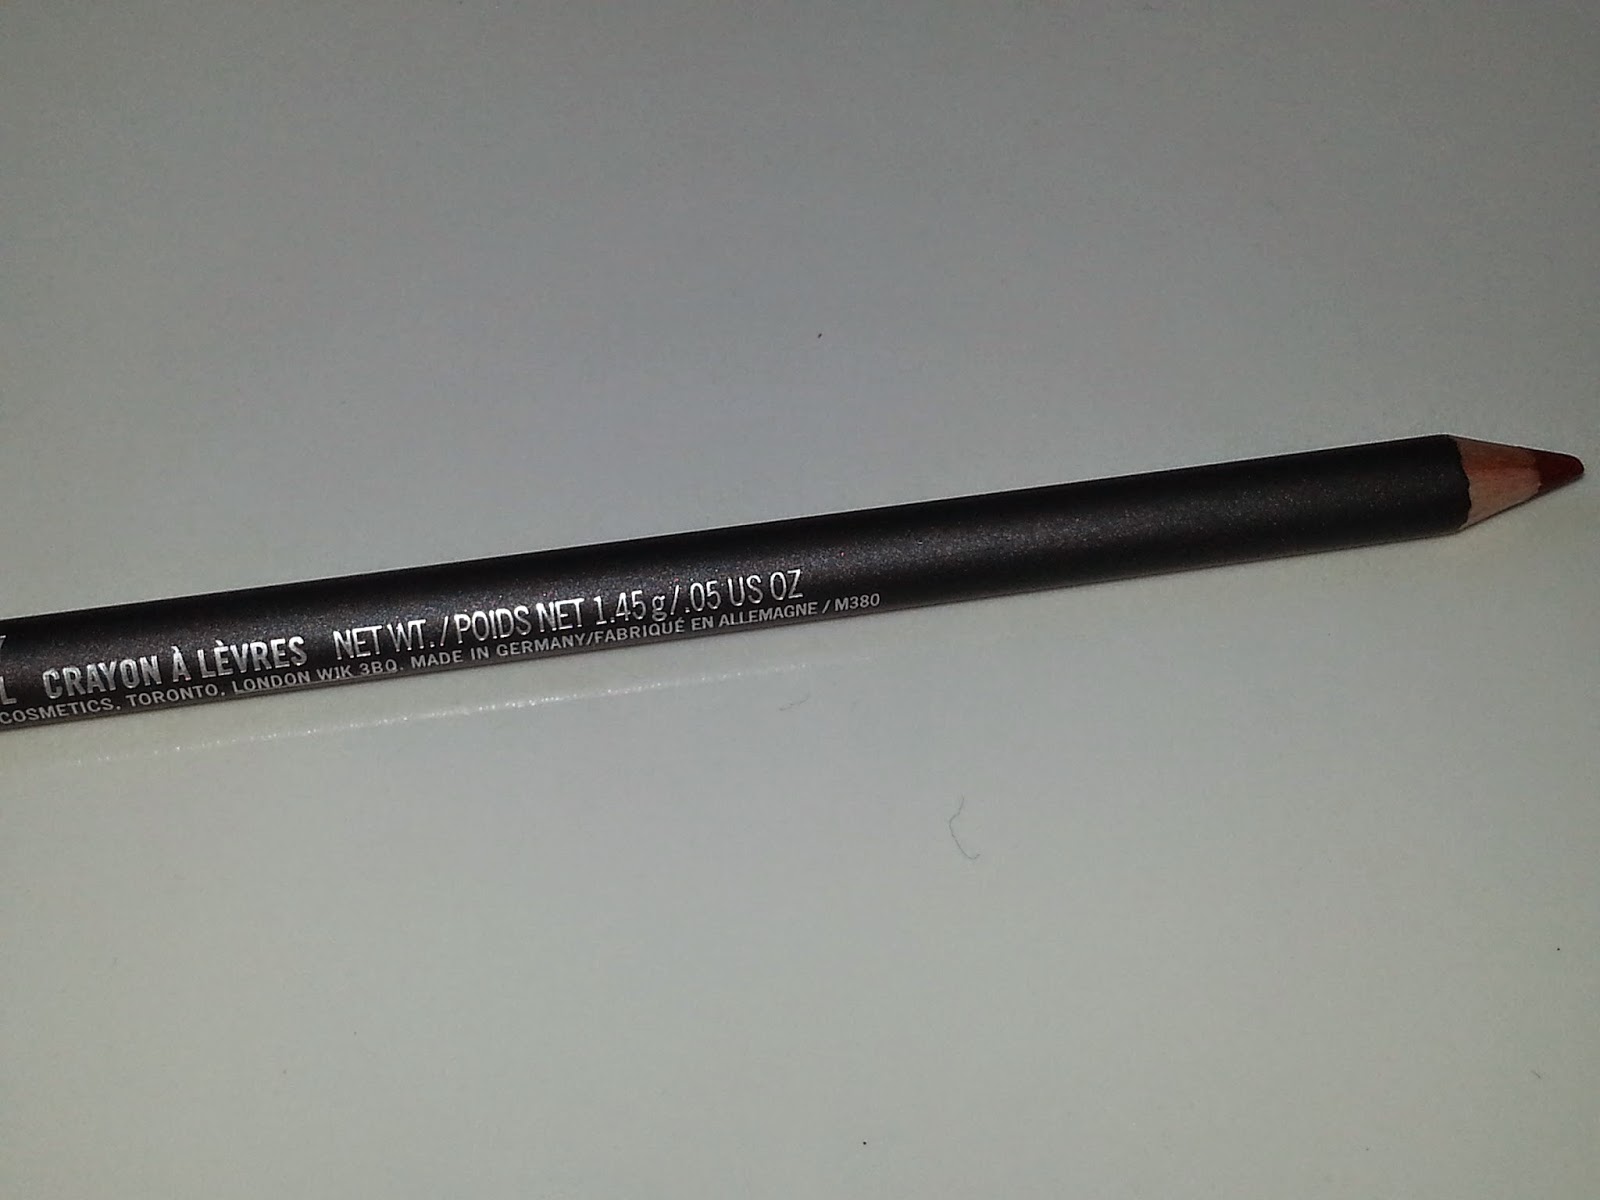 L CRAYON À LÈVRES NET WT. / POIDS NET 1.45 g/.05 US OZ
COSMETICS, TORONTO, LONDON W1K 3BQ. MADE IN GERMANY/FABRIQUÉ EN ALLEMAGNE / M380